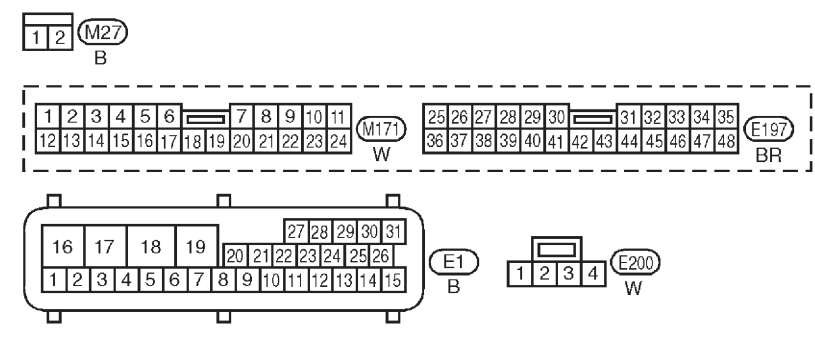 1 2 M27
B
1 2 3 4 5 6 7 8 9 10 11
12 13 14 15 16 17 18 19 20 21 22 23 24
M171
W
25 26 27 28 29 30 31 32 33 34 35
36 37 38 39 40 41 42 43 44 45 46 47 48
E197
BR
27 28 29 30 31
16 17 18 19
20 21 22 23 24 25 26
1 2 3 4 5 6 7 8 9 10 11 12 13 14 15
E1
B
1 2 3 4
E200
W